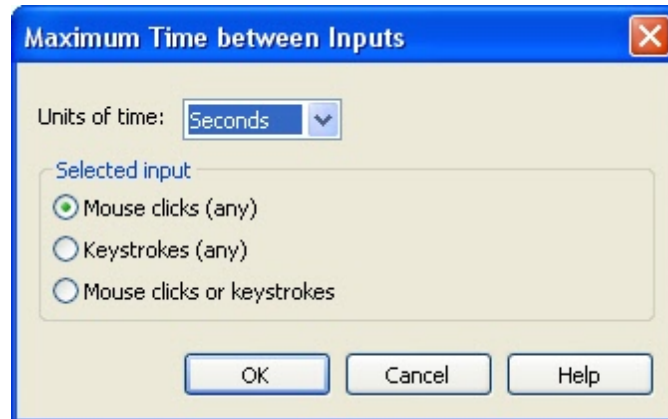 Maximum Time between Inputs
Units of time: Seconds
Selected input
Mouse clicks (any)
Keystrokes (any)
Mouse clicks or keystrokes
OK Cancel Help